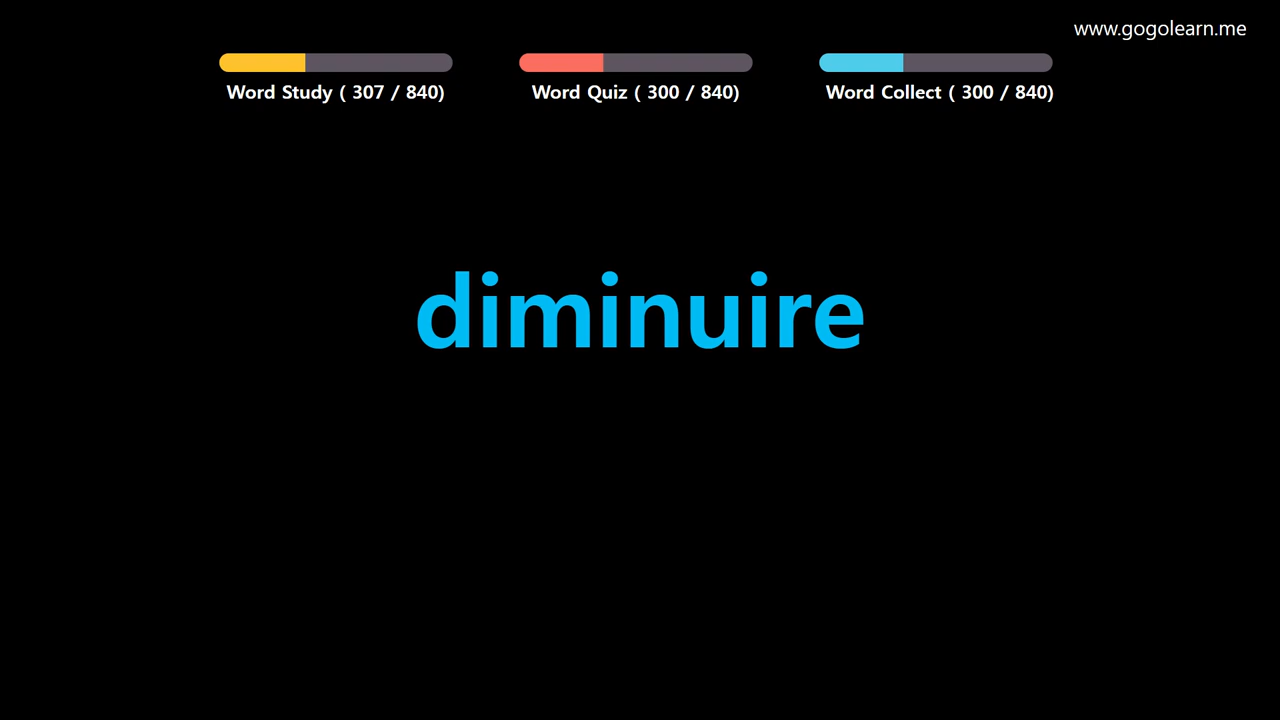 www.gogolearn.me
Word Study ( 307 / 840)
Word Quiz ( 300 / 840)
Word Collect ( 300 / 840)
diminuire